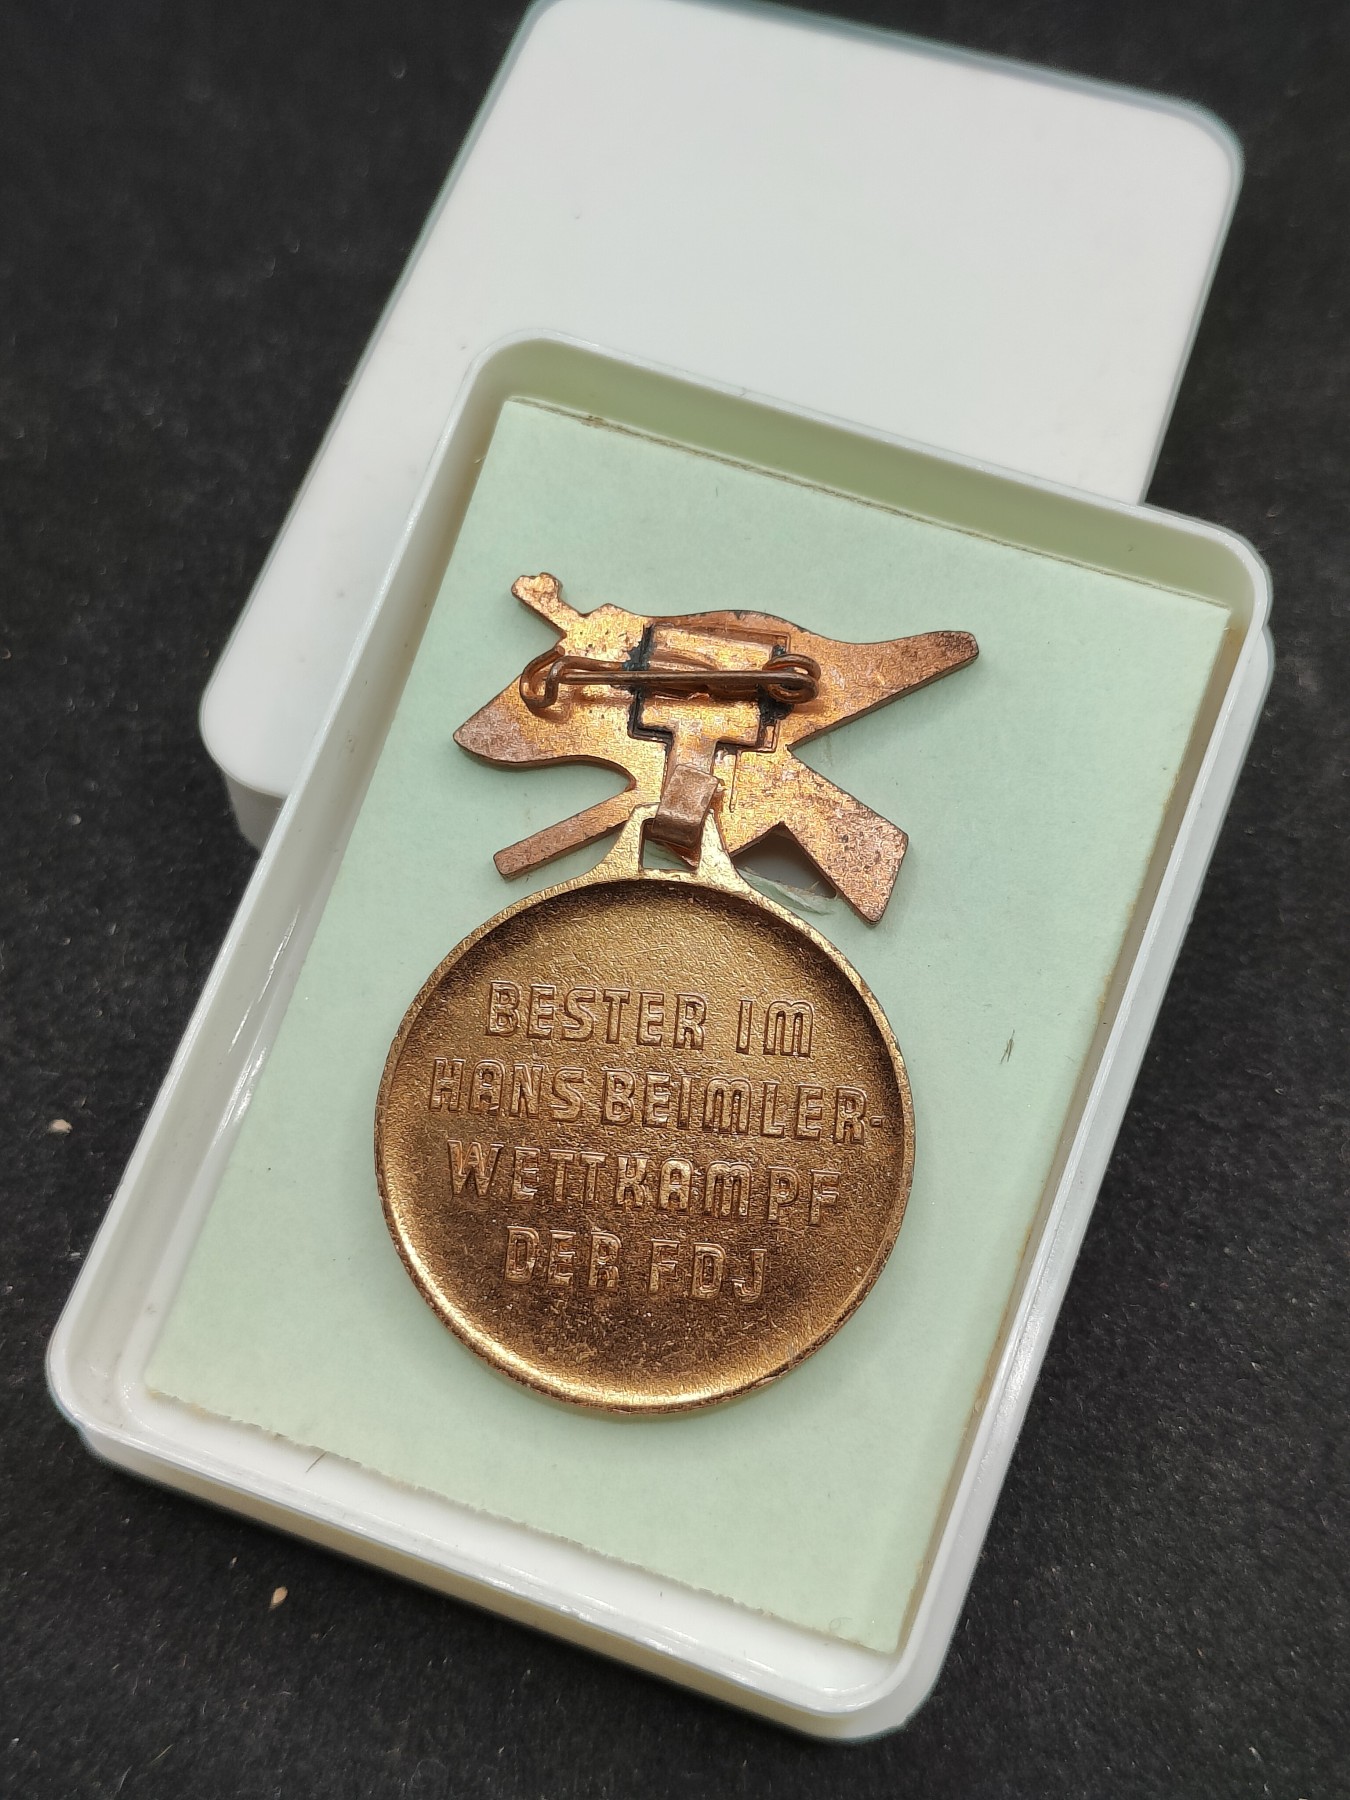 BESTER IM
HANS BEIMLER-
WETTKAMPF
DER FDJ